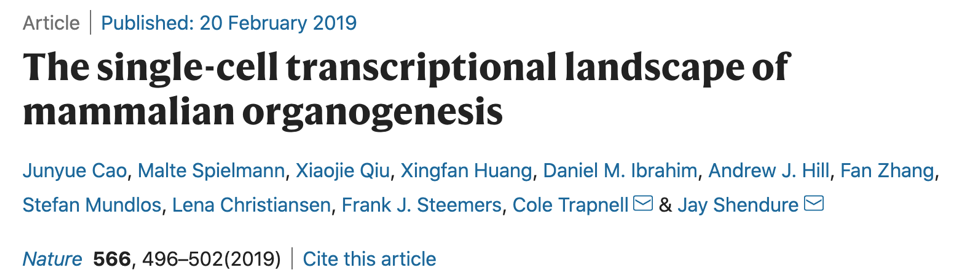 Article | Published: 20 February 2019
The single-cell transcriptional landscape of
mammalian organogenesis
Junyue Cao, Malte Spielmann, Xiaojie Qiu, Xingfan Huang, Daniel M. Ibrahim, Andrew J. Hill, Fan Zhang,
Stefan Mundlos, Lena Christiansen, Frank J. Steemers, Cole Trapnell & Jay Shendure
Nature 566, 496–502(2019) | Cite this article